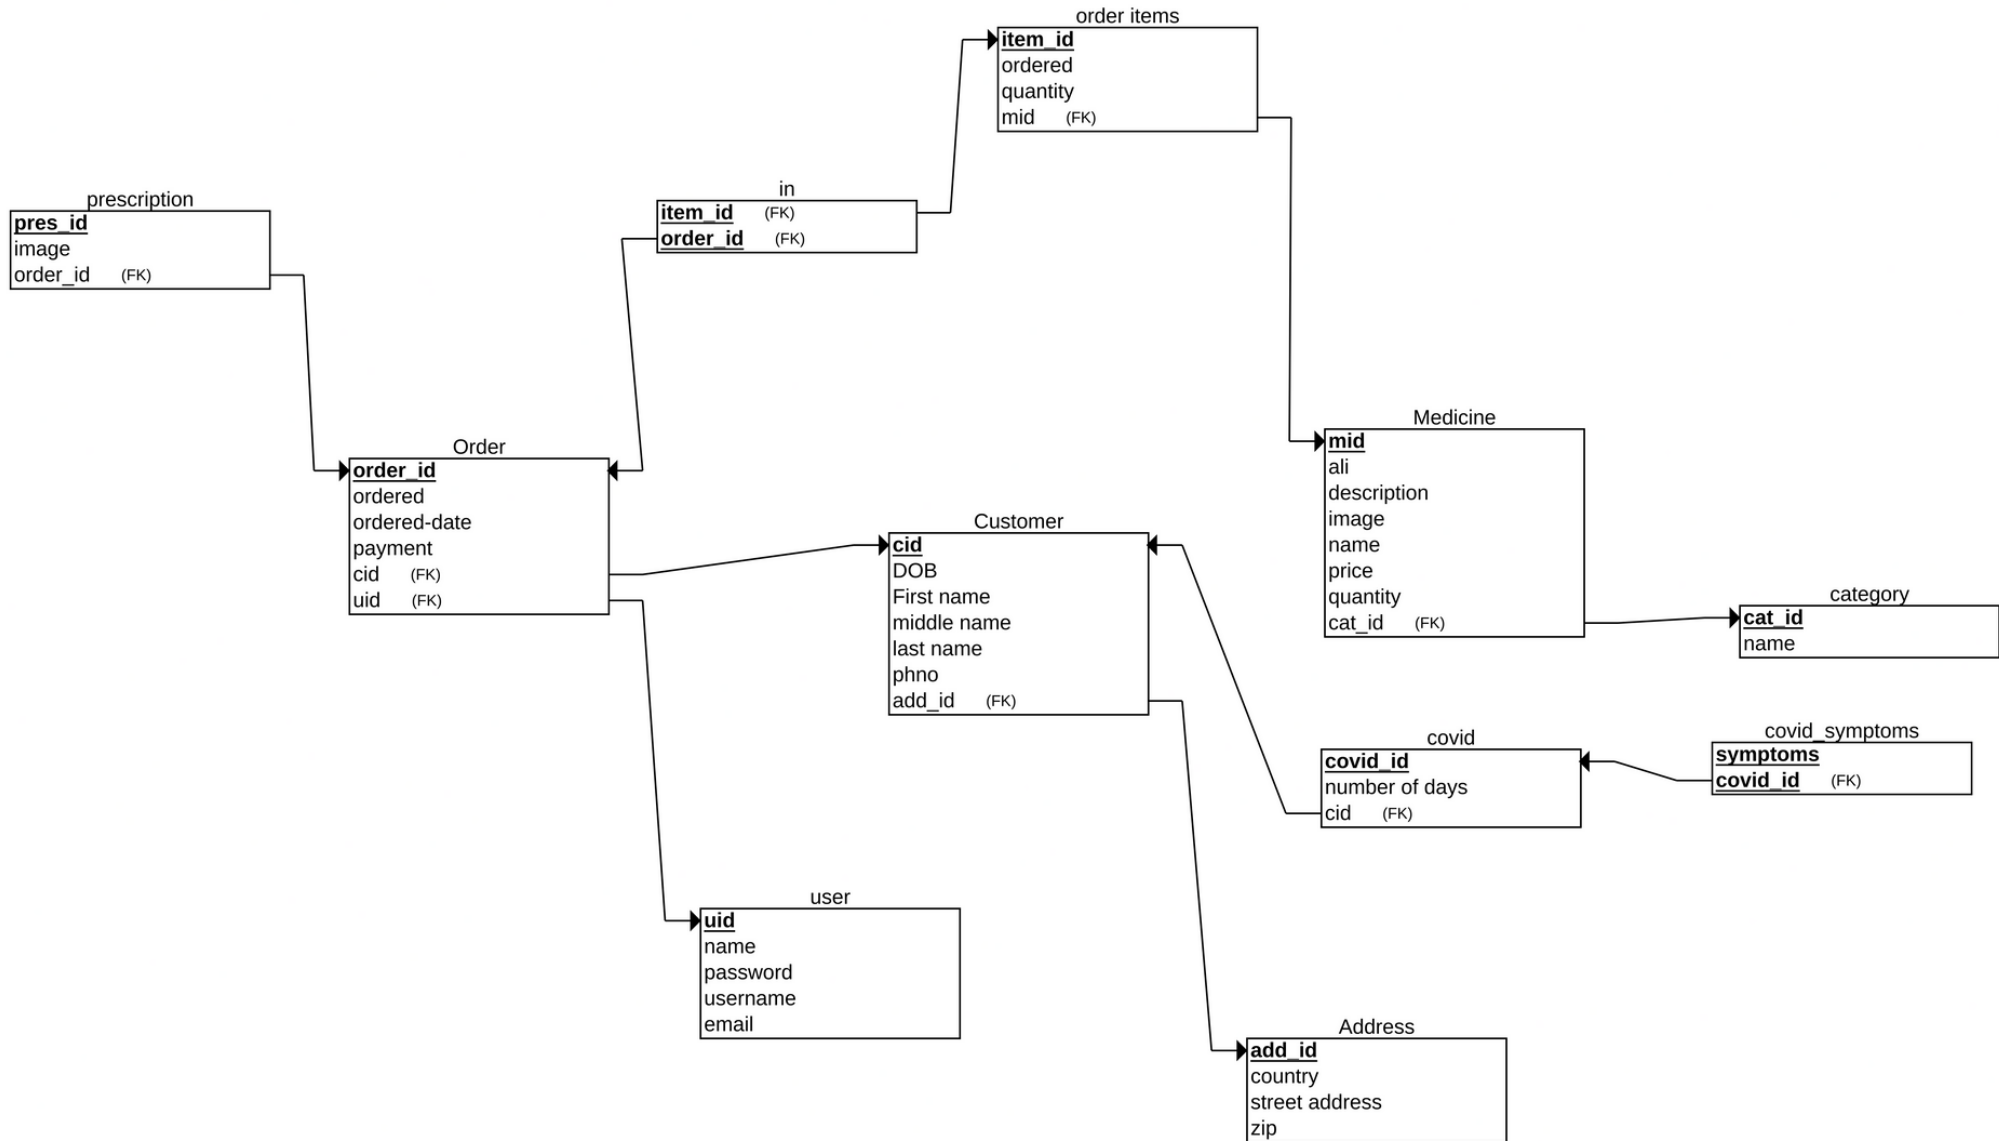 order items
item_id
ordered
quantity
mid (FK)
in
item_id (FK)
order_id (FK)
prescription
pres_id
image
order_id (FK)
Medicine
mid
ali
description
image
name
price
quantity
cat_id (FK)
Order
order_id
ordered
ordered-date
payment
cid (FK)
uid (FK)
Customer
cid
DOB
First name
middle name
last name
phno
add_id (FK)
category
cat_id
name
covid_symptoms
symptoms
covid_id (FK)
covid
covid_id
number of days
cid (FK)
user
uid
name
password
username
email
Address
add_id
country
street address
zip